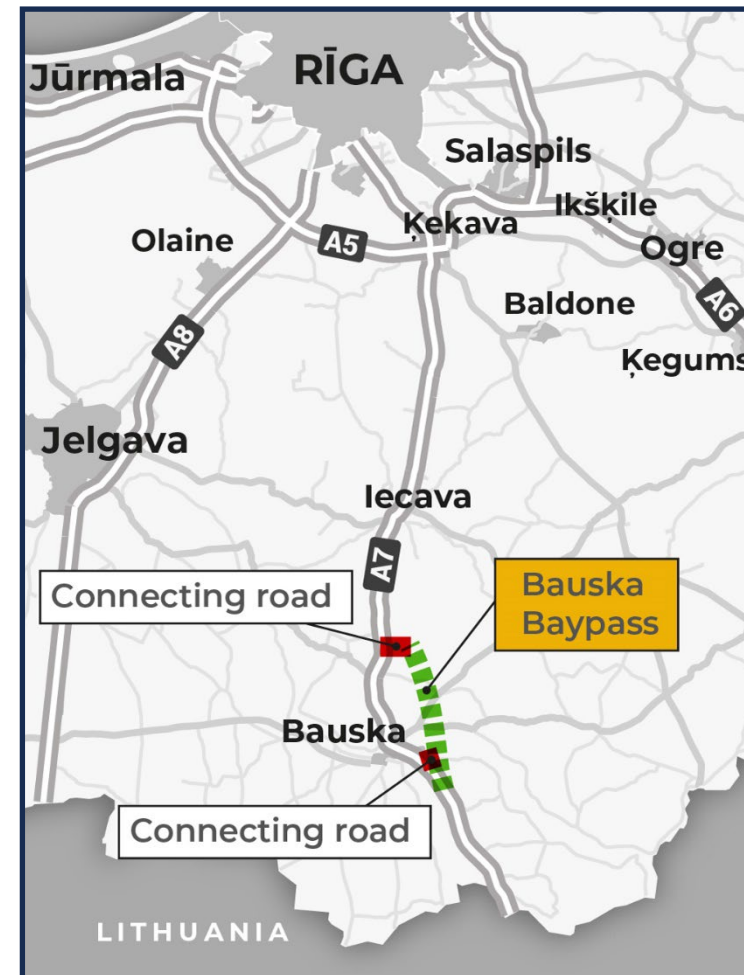 RĪGA
Jūrmala
Salaspils
Ikšķile
Ķekava
Olaine
A5
Ogre
Baldone
A6
A8
Ķegums
Jelgava
Iecava
A7
Connecting road
Bauska
Baypass
Bauska
Connecting road
LITHUANIA